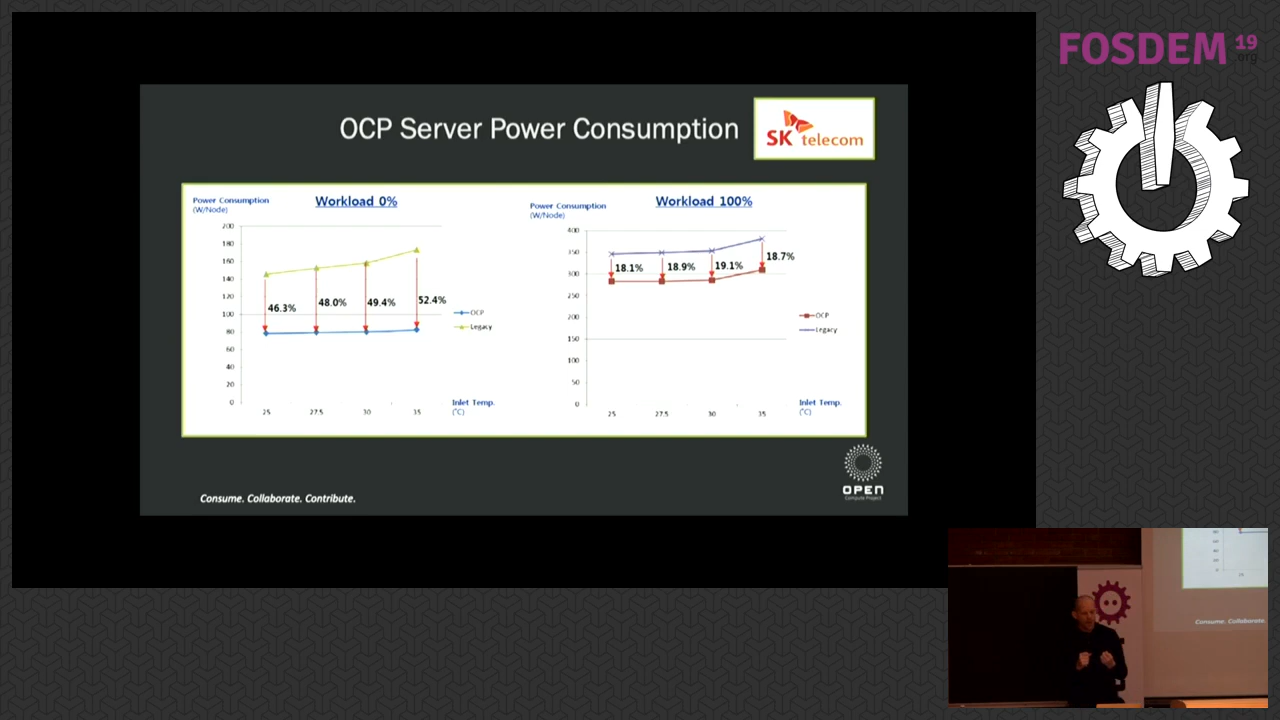 FOSDEM 19
.org
OCP Server Power Consumption
SK telecom
Power Consumption
(W/Node)
Workload 0%
200
180
160
140
120
100
80
60
40
20
0
46.3%
48.0%
49.4%
52.4%
OCP
Legacy
25
27.5
30
35
Inlet Temp.
(°C)
Power Consumption
(W/Node)
Workload 100%
400
350
300
250
200
150
100
50
0
18.1%
18.9%
19.1%
18.7%
OCP
Legacy
25
27.5
30
35
Inlet Temp.
(°C)
Consume. Collaborate. Contribute.
OPEN
Compute Project
Consume. Collaborate.